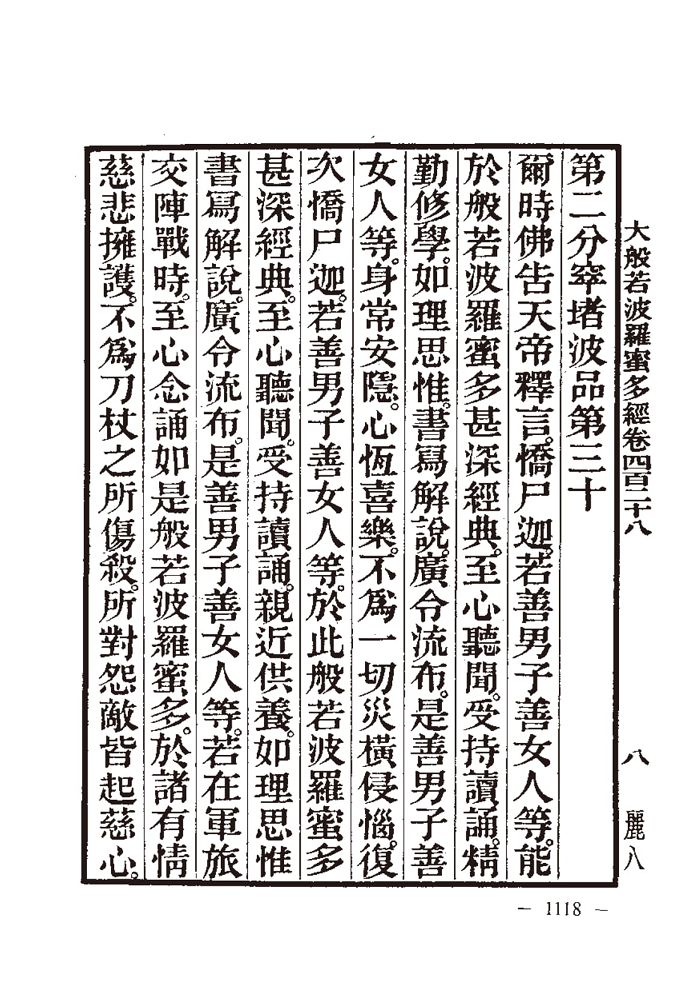 大般若波羅蜜多經卷四百二十八
八
麗八
第二分窣堵波品第三十
爾時佛告天帝釋言。憍尸迦。若善男子善女人等。能
於般若波羅蜜多甚深經典。至心聽聞。受持讀誦。精
勤修學。如理思惟。書寫解說。廣令流布。是善男子善
女人等。身常安隱。心恆喜樂。不爲一切災橫侵惱。復
次憍尸迦。若善男子善女人等。於此般若波羅蜜多
甚深經典。至心聽聞。受持讀誦。親近供養。如理思惟
書寫解說。廣令流布。是善男子善女人等。若在軍旅
交陣戰時。至心念誦如是般若波羅蜜多。於諸有情
慈悲擁護。不爲刀杖之所傷殺。所對怨敵皆起慈心。
— 1118 —